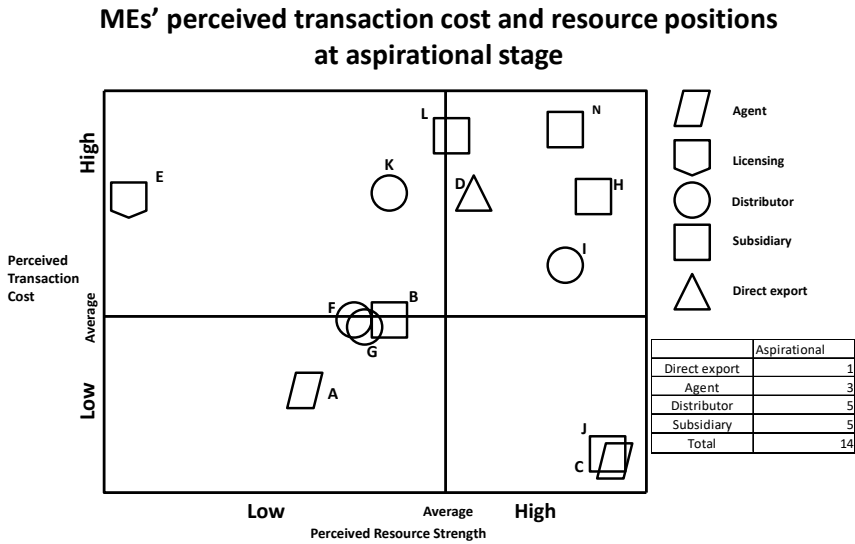 MEs’ perceived transaction cost and resource positions
at aspirational stage
High
Average
Low
Perceived
Transaction
Cost
E
K
L
D
N
H
I
F
G
B
A
J
C
Low
Average
High
Perceived Resource Strength
Agent
Licensing
Distributor
Subsidiary
Direct export
Aspirational
Direct export 1
Agent 3
Distributor 5
Subsidiary 5
Total 14